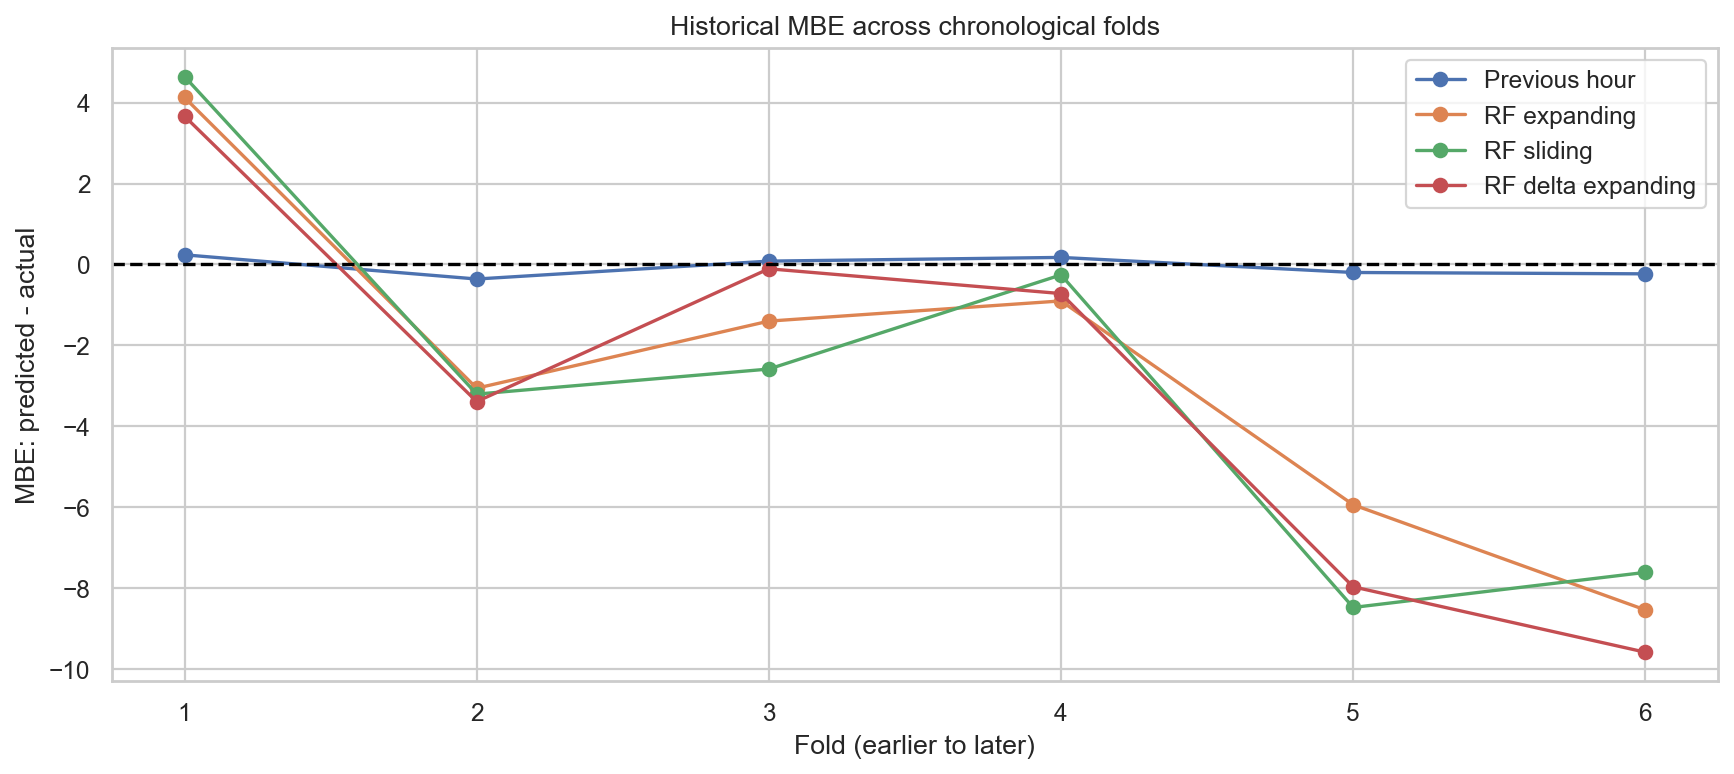 Historical MBE across chronological folds
Previous hour
RF expanding
RF sliding
RF delta expanding
MBE: predicted - actual
4
2
0
−2
−4
−6
−8
−10
1 2 3 4 5 6
Fold (earlier to later)